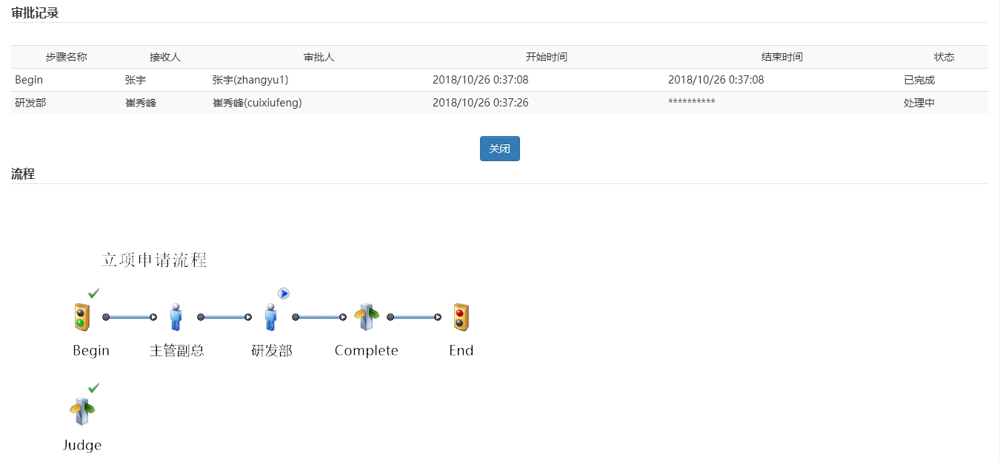 审批记录
步骤名称 接收人 审批人 开始时间 结束时间 状态
Begin 张宇 张宇(zhangyu1) 2018/10/26 0:37:08 2018/10/26 0:37:08 已完成
研发部 崔秀峰 崔秀峰(cuixiufeng) 2018/10/26 0:37:26 ********** 处理中
关闭
流程
立项申请流程
Begin 主管副总 研发部 Complete End
Judge